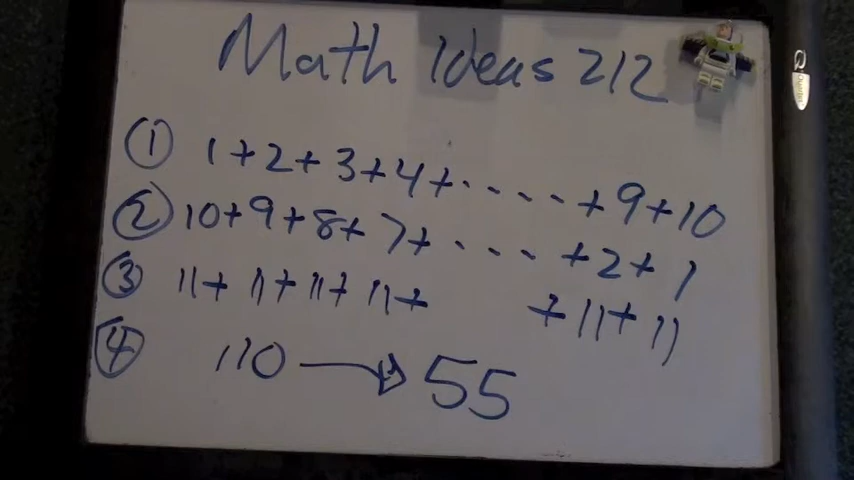 Math Ideas 212
① 1+2+3+4+.....+9+10
② 10+9+8+7+....+2+1
③ 11+11+11+11+ +11+11
④ 110 → 55